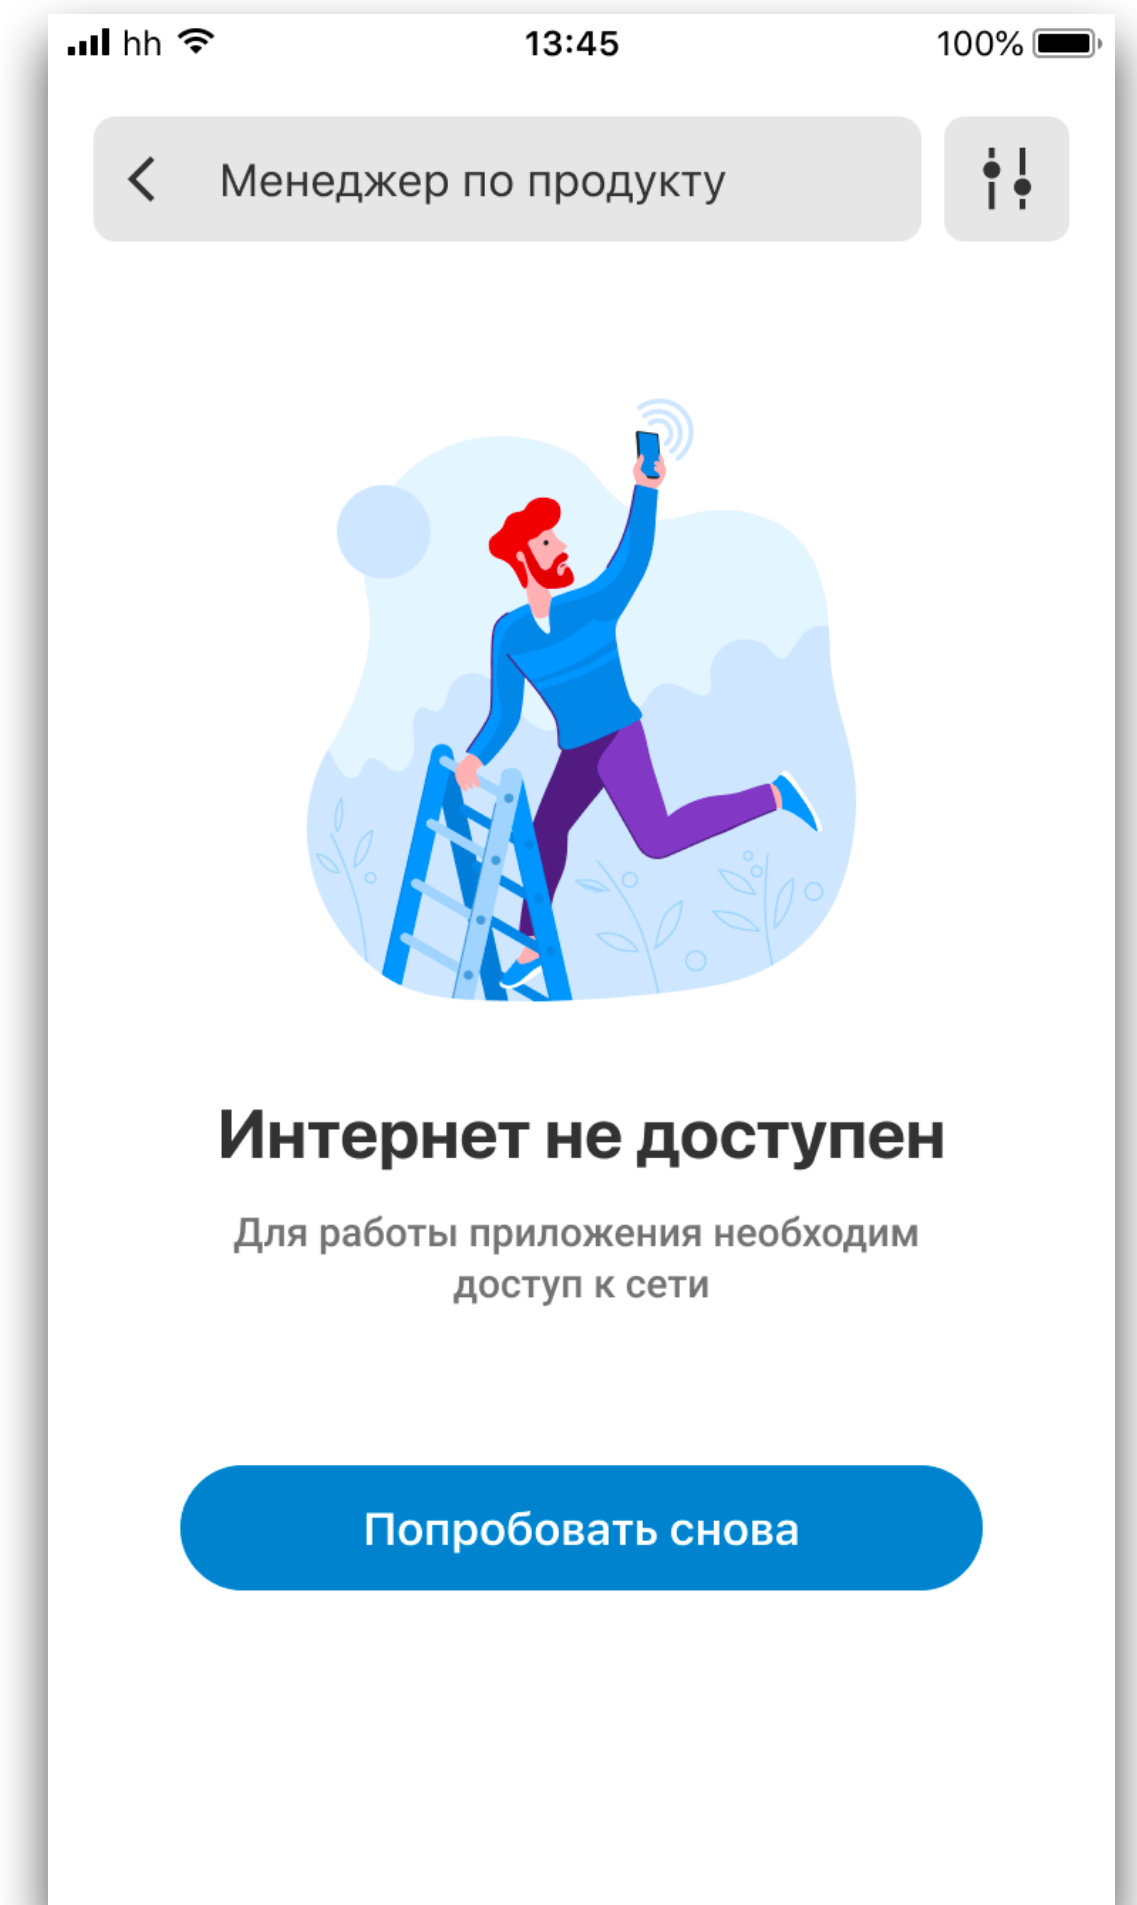 hh 13:45 100%
Менеджер по продукту
Интернет не доступен
Для работы приложения необходим
доступ к сети
Попробовать снова